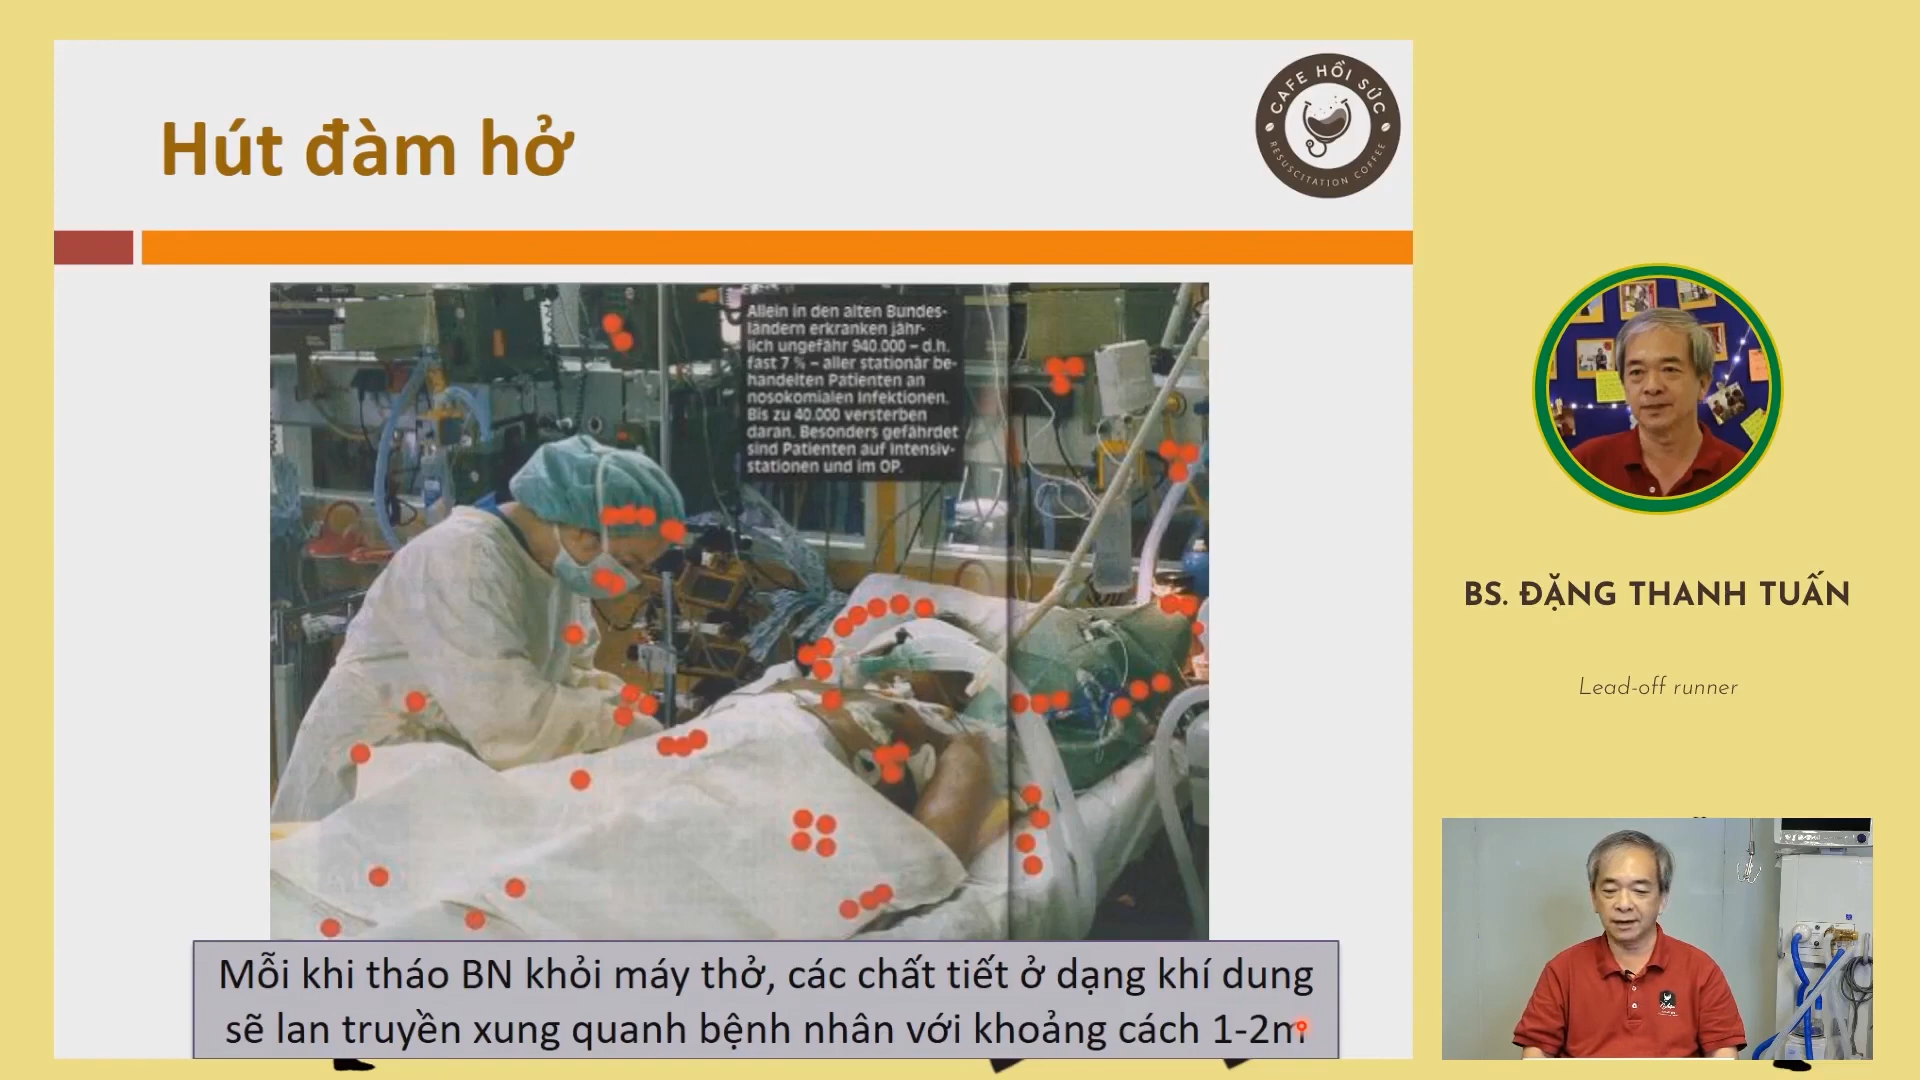 Hút đàm hở
CAFE HỒI SỨC
RESUSCITATION COFFEE
Allein in den alten Bundes-
ländern erkranken jähr-
lich ungefähr 940.000 – d.h.
fast 7 % – aller stationär be-
handelten Patienten an
nosokomialen Infektionen.
Bis zu 40.000 versterben
daran. Besonders gefährdet
sind Patienten auf Intensiv-
stationen und im OP.
Mỗi khi tháo BN khỏi máy thở, các chất tiết ở dạng khí dung
sẽ lan truyền xung quanh bệnh nhân với khoảng cách 1-2m
BS. ĐẶNG THANH TUẤN
Lead-off runner